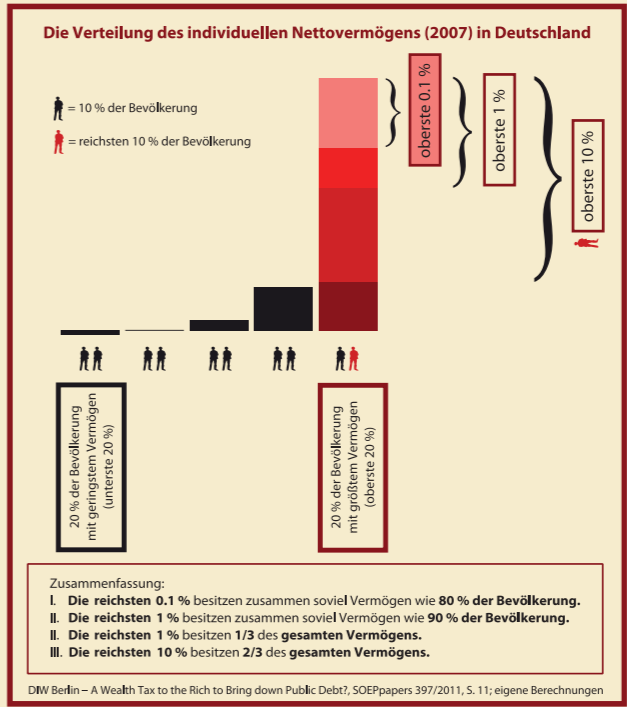 Die Verteilung des individuellen Nettovermögens (2007) in Deutschland
= 10 % der Bevölkerung
= reichsten 10 % der Bevölkerung
oberste 0.1 %
oberste 1 %
oberste 10 %
20 % der Bevölkerung
mit geringstem Vermögen
(unterste 20 %)
20 % der Bevölkerung
mit größtem Vermögen
(oberste 20 %)
Zusammenfassung:
I. Die reichsten 0.1 % besitzen zusammen soviel Vermögen wie 80 % der Bevölkerung.
II. Die reichsten 1 % besitzen zusammen soviel Vermögen wie 90 % der Bevölkerung.
II. Die reichsten 1 % besitzen 1/3 des gesamten Vermögens.
III. Die reichsten 10 % besitzen 2/3 des gesamten Vermögens.
DIW Berlin – A Wealth Tax to the Rich to Bring down Public Debt?, SOEPpapers 397/2011, S. 11; eigene Berechnungen